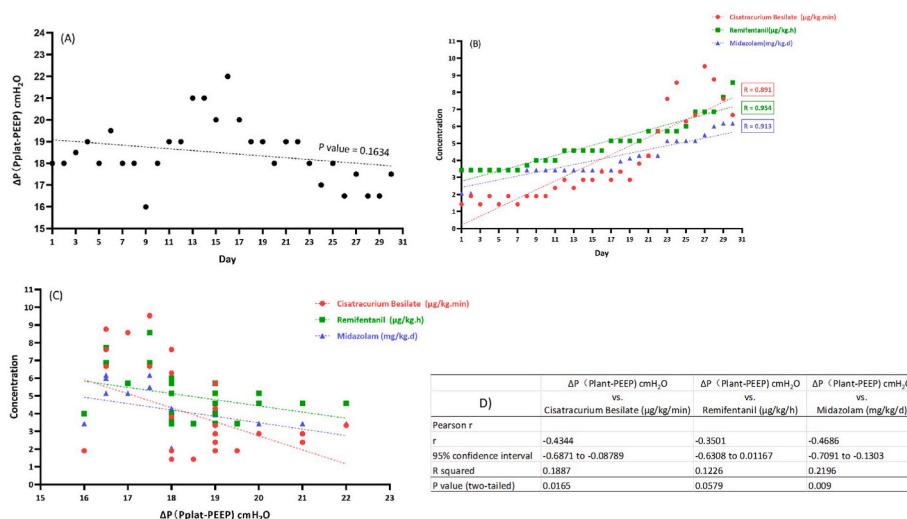 (A)
ΔP(Pplat-PEEP) cmH₂O
24
23
22
21
20
19
18
17
16
15
P value = 0.1634
1 3 5 7 9 11 13 15 17 19 21 23 25 27 29 31
Day
(B)
Cisatracurium Besilate (μg/kg.min)
Remifentanil(μg/kg.h)
Midazolam(mg/kg.d)
Concentration
11
10
9
8
7
6
5
4
3
2
1
0
R = 0.891
R = 0.954
R = 0.913
1 3 5 7 9 11 13 15 17 19 21 23 25 27 29 31
Day
(C)
Cisatracurium Besilate (μg/kg.min)
Remifentanil (μg/kg.h)
Midazolam (mg/kg.d)
Concentration
11
10
9
8
7
6
5
4
3
2
1
0
15 16 17 18 19 20 21 22 23
ΔP(Pplat-PEEP) cmH₂O
D)
ΔP（Plant-PEEP) cmH₂O vs. Cisatracurium Besilate (μg/kg/min)
ΔP（Plant-PEEP) cmH₂O vs. Remifentanil (μg/kg/h)
ΔP（Plant-PEEP) cmH₂O vs. Midazolam (mg/kg/d)
Pearson r
r -0.4344 -0.3501 -0.4686
95% confidence interval -0.6871 to -0.08789 -0.6308 to 0.01167 -0.7091 to -0.1303
R squared 0.1887 0.1226 0.2196
P value (two-tailed) 0.0165 0.0579 0.009